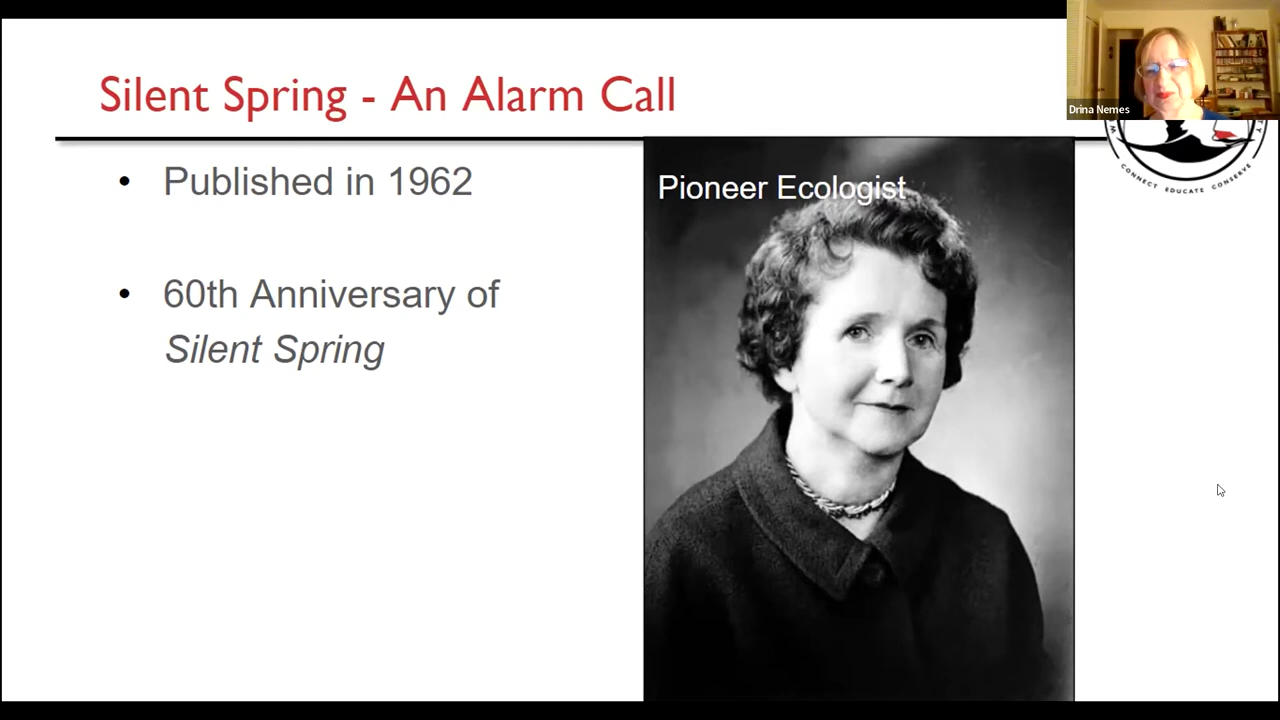 Silent Spring - An Alarm Call
Drina Nemes
• Published in 1962
Pioneer Ecologist
CONNECT EDUCATE CONSERVE
• 60th Anniversary of
Silent Spring